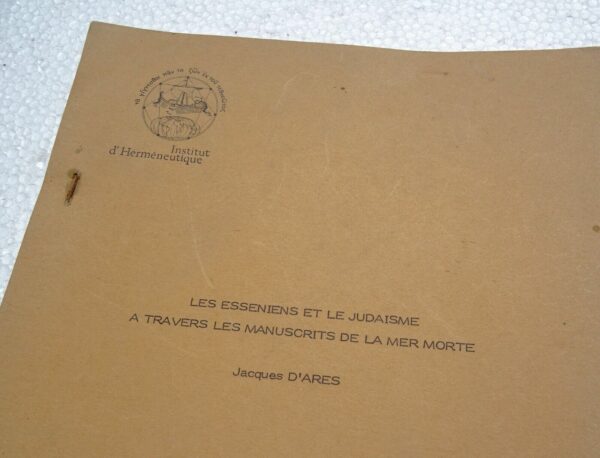 Institut
d'Herméneutique
LES ESSENIENS ET LE JUDAISME
A TRAVERS LES MANUSCRITS DE LA MER MORTE
Jacques D'ARES